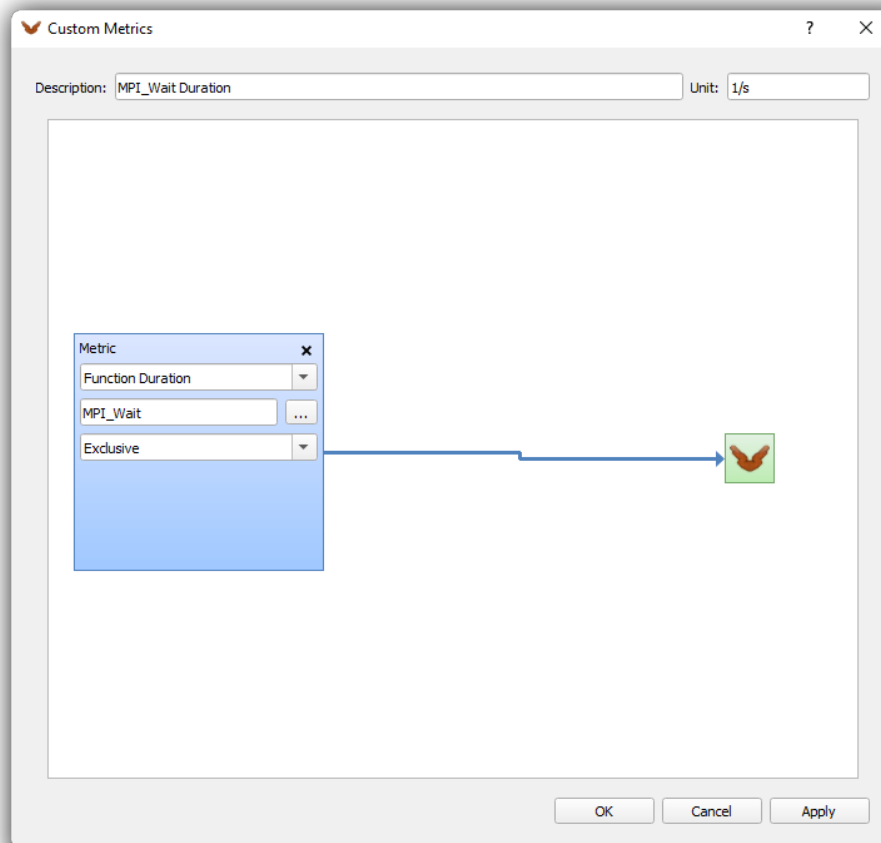 Custom Metrics ?
Description: MPI_Wait Duration Unit: 1/s
Metric
Function Duration
MPI_Wait ...
Exclusive
OK Cancel Apply